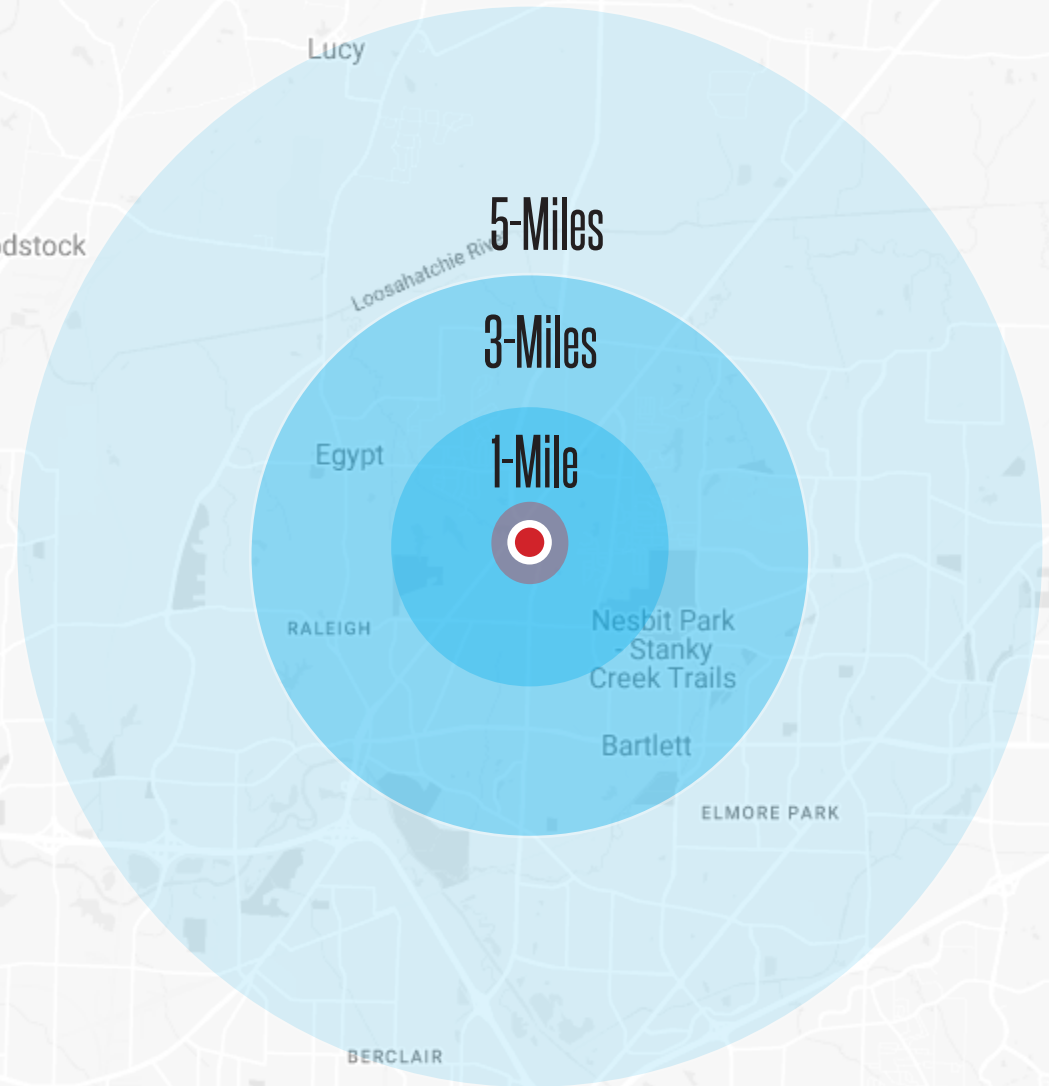 Lucy
5-Miles
dstock
Loosahatchie River
3-Miles
1-Mile
Egypt
Nesbit Park
- Stanky
Creek Trails
RALEIGH
Bartlett
ELMORE PARK
BERCLAIR